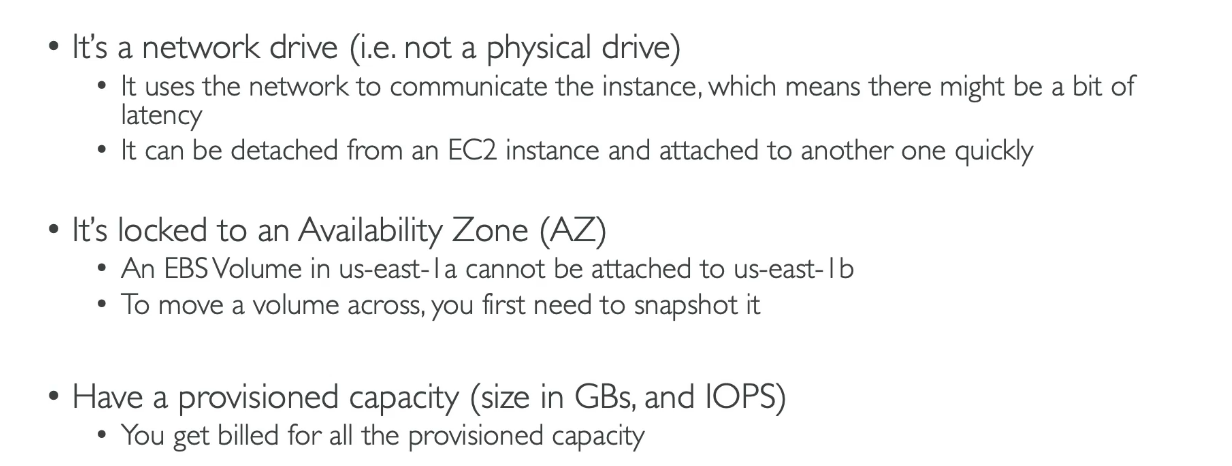 • It's a network drive (i.e. not a physical drive)
• It uses the network to communicate the instance, which means there might be a bit of
latency
• It can be detached from an EC2 instance and attached to another one quickly
• It's locked to an Availability Zone (AZ)
• An EBS Volume in us-east-1a cannot be attached to us-east-1b
• To move a volume across, you first need to snapshot it
• Have a provisioned capacity (size in GBs, and IOPS)
• You get billed for all the provisioned capacity